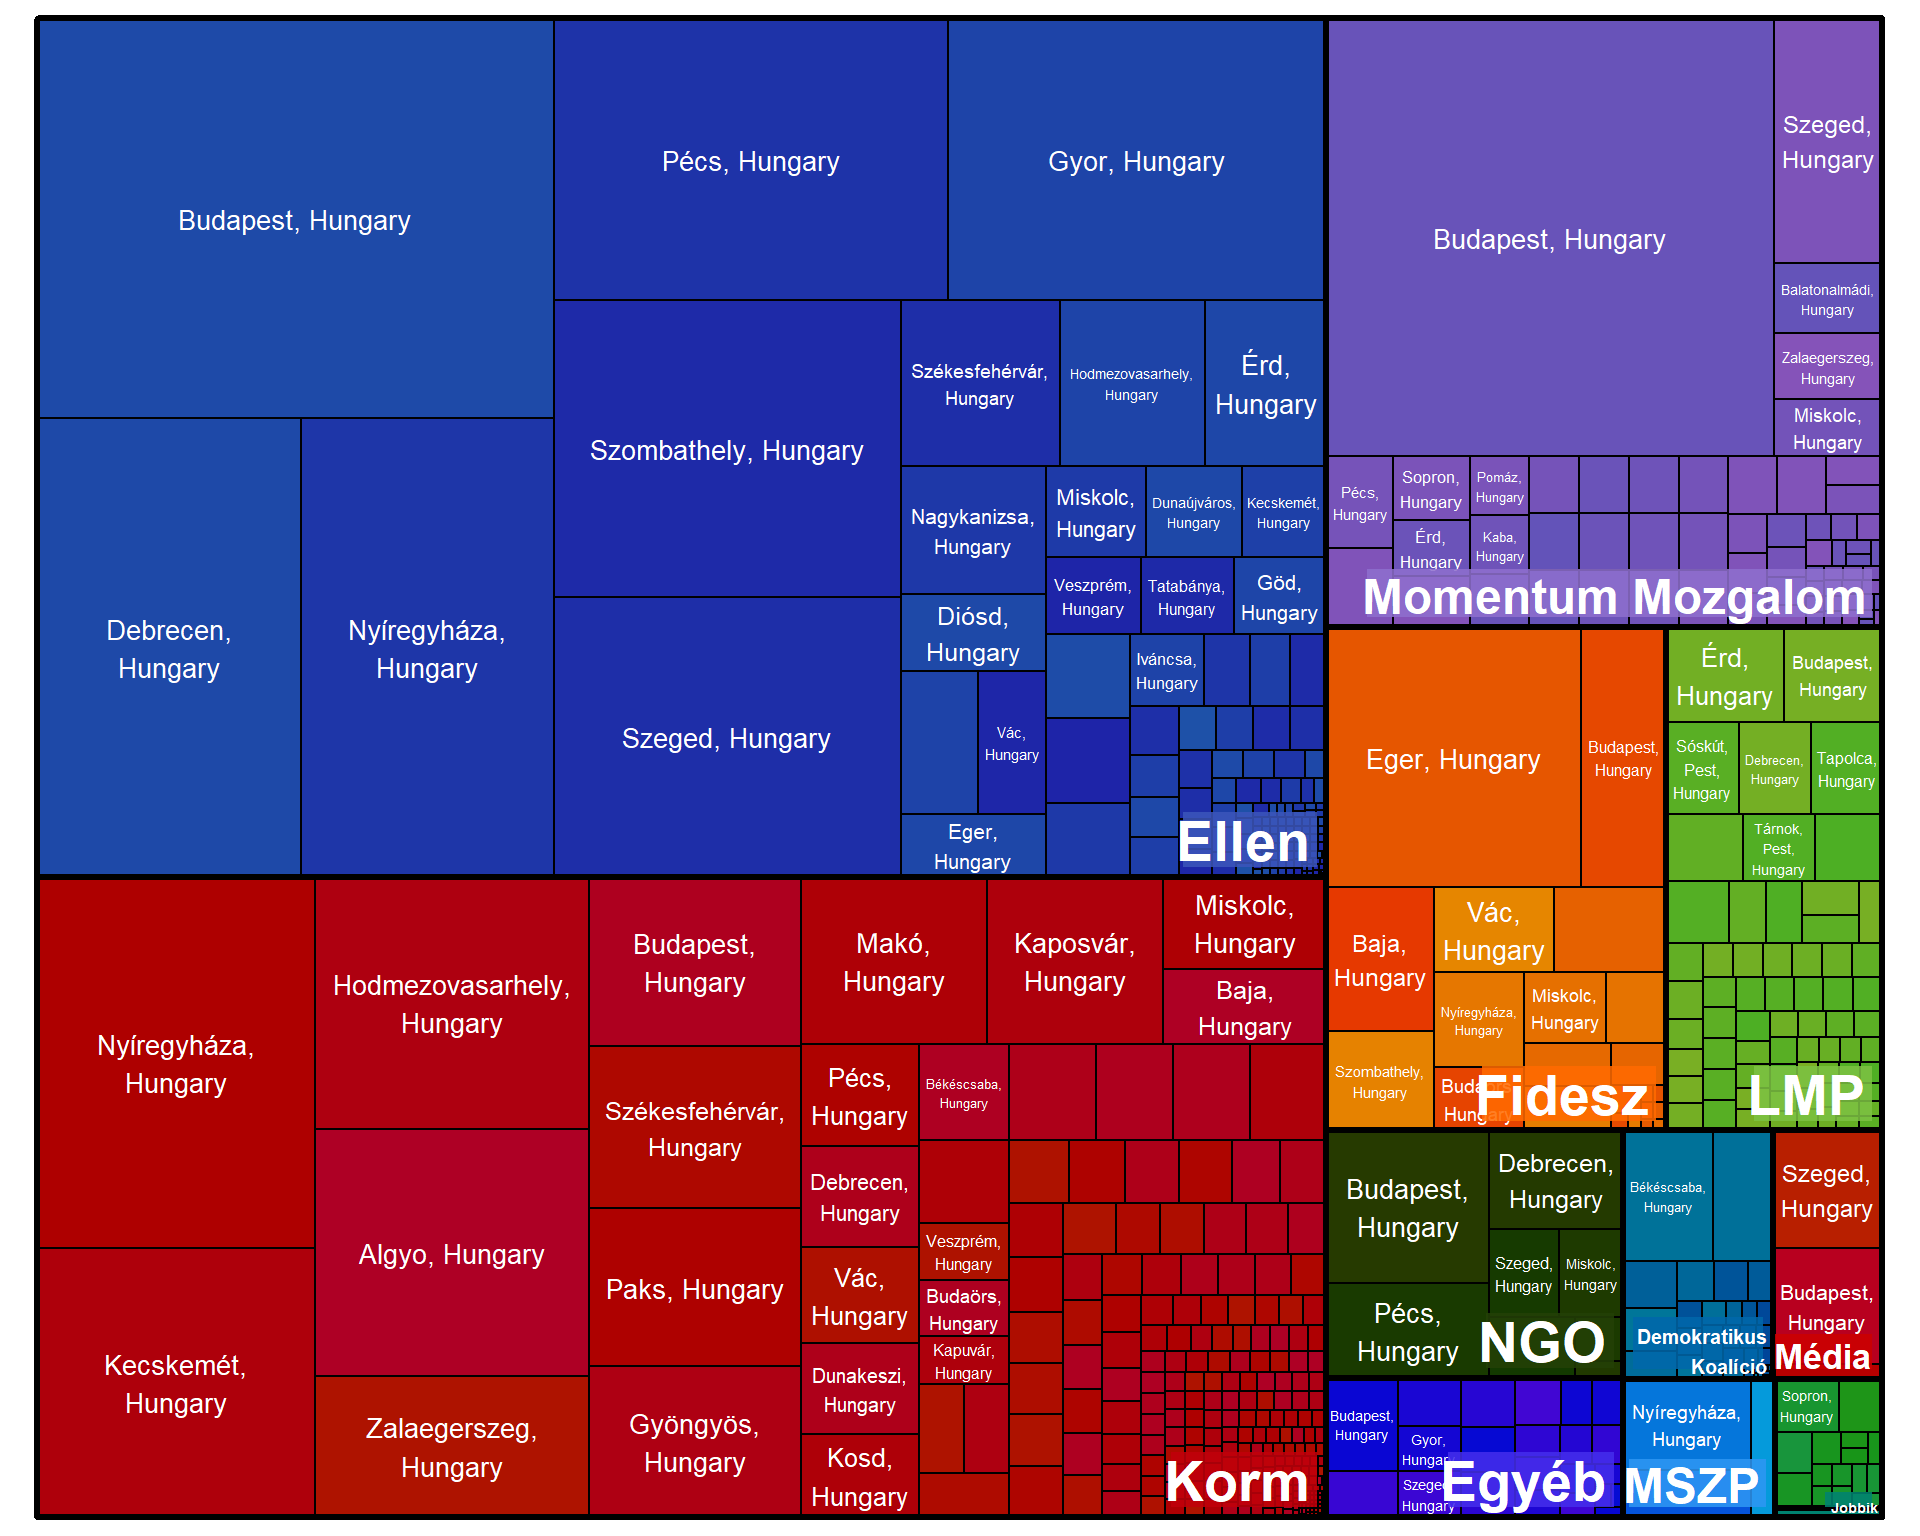 Budapest, Hungary
Pécs, Hungary
Gyor, Hungary
Debrecen,
Hungary
Nyíregyháza,
Hungary
Szombathely, Hungary
Szeged, Hungary
Székesfehérvár,
Hungary
Hodmezovasarhely,
Hungary
Érd,
Hungary
Nagykanizsa,
Hungary
Miskolc,
Hungary
Dunaújváros,
Hungary
Kecskemét,
Hungary
Veszprém,
Hungary
Tatabánya,
Hungary
Göd,
Hungary
Diósd,
Hungary
Iváncsa,
Hungary
Vác,
Hungary
Eger,
Hungary
Ellen
Nyíregyháza,
Hungary
Kecskemét,
Hungary
Hodmezovasarhely,
Hungary
Algyo, Hungary
Zalaegerszeg,
Hungary
Budapest,
Hungary
Székesfehérvár,
Hungary
Paks, Hungary
Gyöngyös,
Hungary
Makó,
Hungary
Kaposvár,
Hungary
Miskolc,
Hungary
Baja,
Hungary
Pécs,
Hungary
Békéscsaba,
Hungary
Debrecen,
Hungary
Vác,
Hungary
Veszprém,
Hungary
Budaörs,
Hungary
Kapuvár,
Hungary
Dunakeszi,
Hungary
Kosd,
Hungary
Korm
Budapest, Hungary
Szeged,
Hungary
Balatonalmádi,
Hungary
Zalaegerszeg,
Hungary
Miskolc,
Hungary
Pécs,
Hungary
Sopron,
Hungary
Pomáz,
Hungary
Érd,
Hungary
Kaba,
Hungary
Momentum Mozgalom
Eger, Hungary
Budapest,
Hungary
Baja,
Hungary
Vác,
Hungary
Nyíregyháza,
Hungary
Miskolc,
Hungary
Szombathely,
Hungary
Budaörs,
Hungary
Fidesz
Érd,
Hungary
Budapest,
Hungary
Sóskút,
Pest,
Hungary
Debrecen,
Hungary
Tapolca,
Hungary
Tárnok,
Pest,
Hungary
LMP
Budapest,
Hungary
Debrecen,
Hungary
Szeged,
Hungary
Miskolc,
Hungary
Pécs,
Hungary
NGO
Békéscsaba,
Hungary
Demokratikus
Koalíció
Szeged,
Hungary
Budapest,
Hungary
Média
Budapest,
Hungary
Gyor,
Hungary
Szeged,
Hungary
Egyéb
Nyíregyháza,
Hungary
MSZP
Sopron,
Hungary
Jobbik